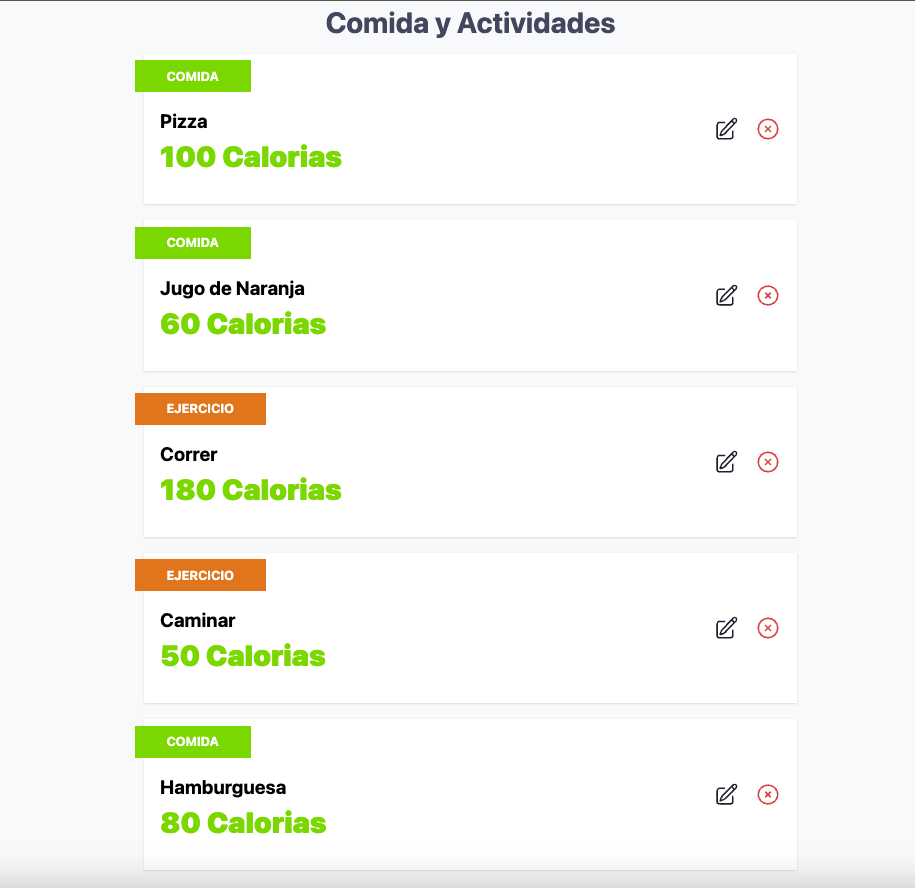 Comida y Actividades
COMIDA
Pizza
100 Calorias
COMIDA
Jugo de Naranja
60 Calorias
EJERCICIO
Correr
180 Calorias
EJERCICIO
Caminar
50 Calorias
COMIDA
Hamburguesa
80 Calorias